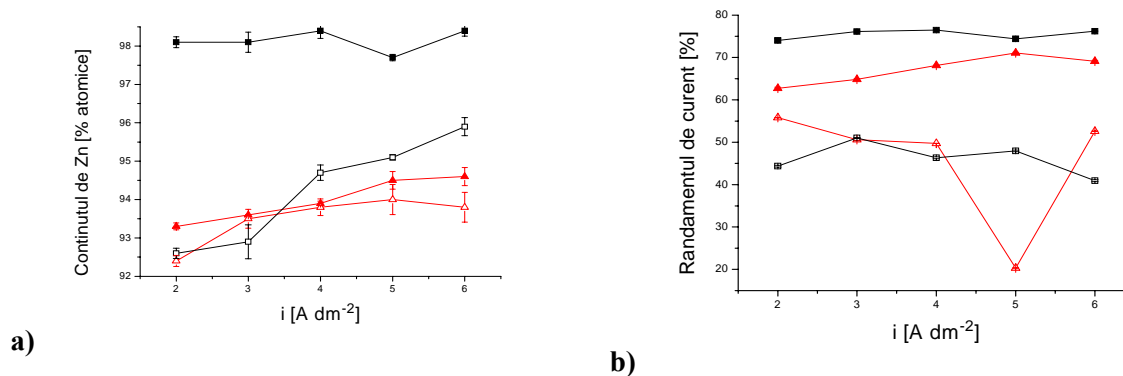 Continutul de Zn [% atomice]
98
97
96
95
94
93
92
2 3 4 5 6
i [A dm-2]
a)
Randamentul de curent [%]
80
70
60
50
40
30
20
2 3 4 5 6
i [A dm-2]
b)